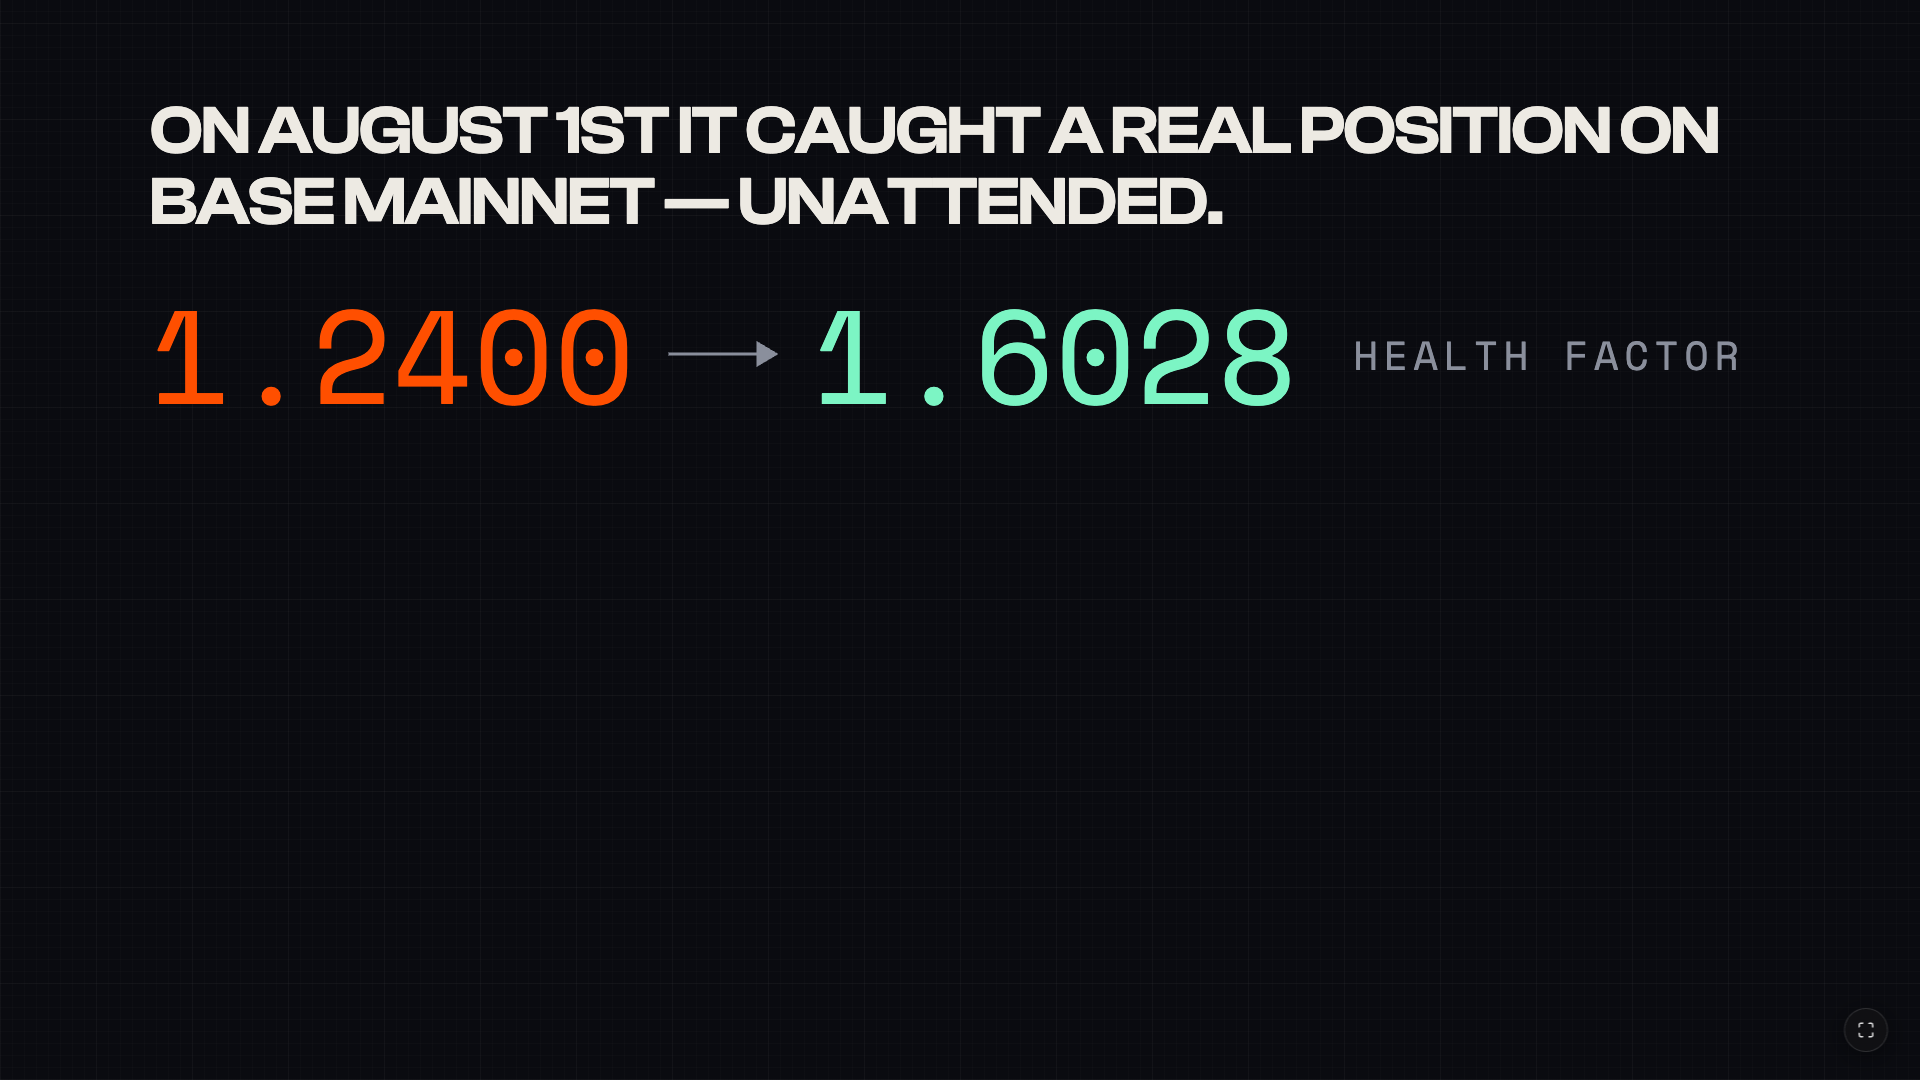 ON AUGUST 1ST IT CAUGHT A REAL POSITION ON
BASE MAINNET — UNATTENDED.
1.2400 → 1.6028 HEALTH FACTOR